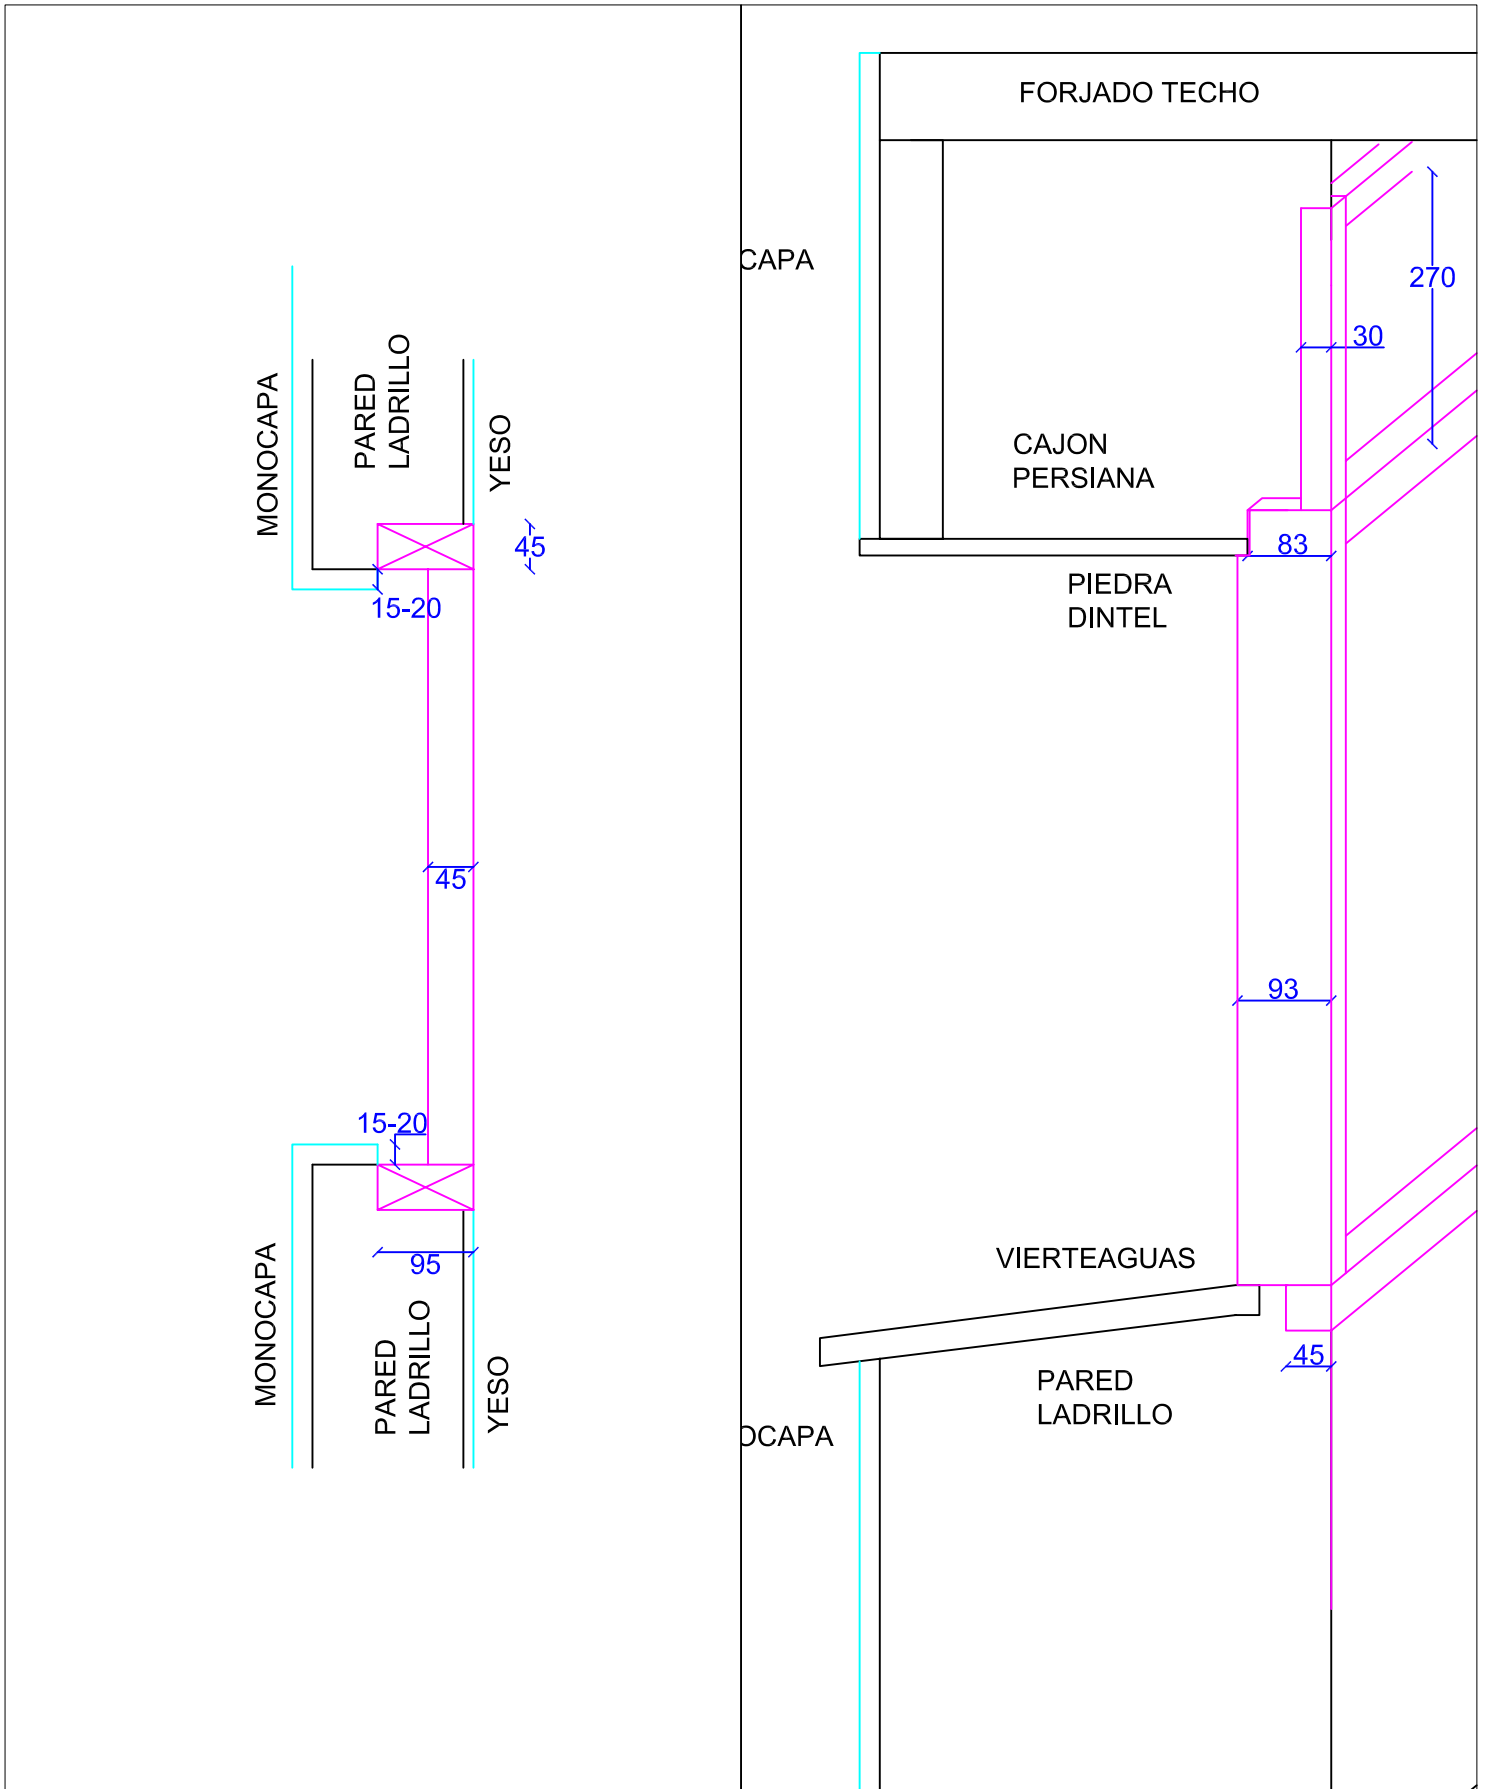 MONOCAPA
PARED
LADRILLO
YESO
45
15-20
45
15-20
95
MONOCAPA
PARED
LADRILLO
YESO
FORJADO TECHO
CAPA
270
30
CAJON
PERSIANA
83
PIEDRA
DINTEL
93
VIERTEAGUAS
45
PARED
LADRILLO
OCAPA